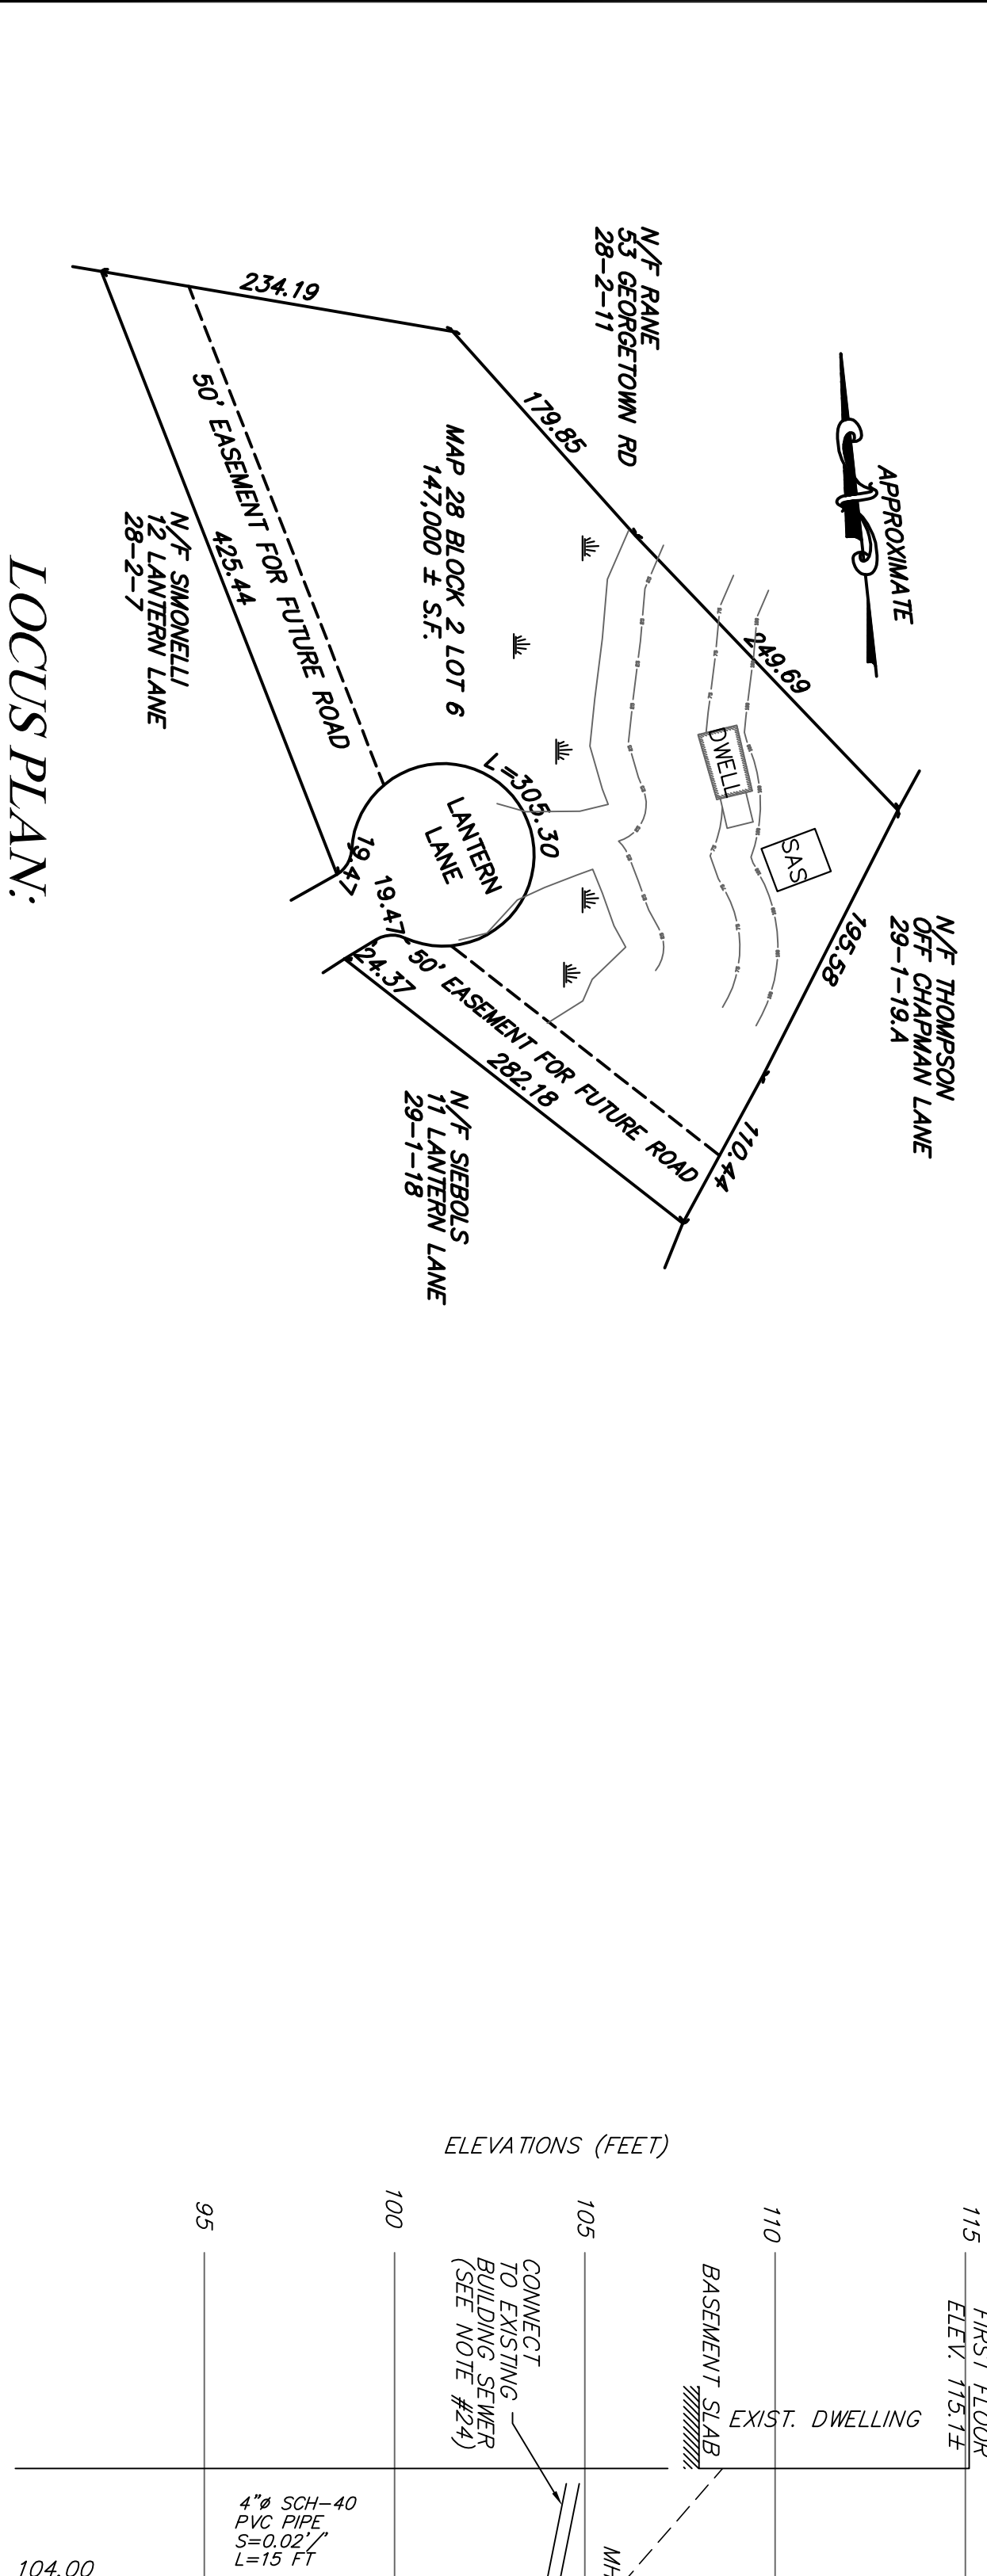 APPROXIMATE
N/F RANE
53 GEORGETOWN RD
28-2-11
234.19
179.85
249.69
MAP 28 BLOCK 2 LOT 6
147,000 ± S.F.
50' EASEMENT FOR FUTURE ROAD
425.44
N/F SIMONELLI
12 LANTERN LANE
28-2-7
DWELL
SAS
L=305.30
LANTERN
LANE
19.47
19.47
24.37
195.58
N/F THOMPSON
OFF CHAPMAN LANE
29-1-19.A
50' EASEMENT FOR FUTURE ROAD
282.18
110.44
N/F SIEBOLS
11 LANTERN LANE
29-1-18
LOCUS PLAN:
ELEVATIONS (FEET)
115
110
105
100
95
FIRST FLOOR
ELEV. 115.1±
EXIST. DWELLING
BASEMENT SLAB
CONNECT
TO EXISTING
BUILDING SEWER
(SEE NOTE #24)
4"ø SCH-40
PVC PIPE
S=0.02'/'
L=15 FT
MH
104.00